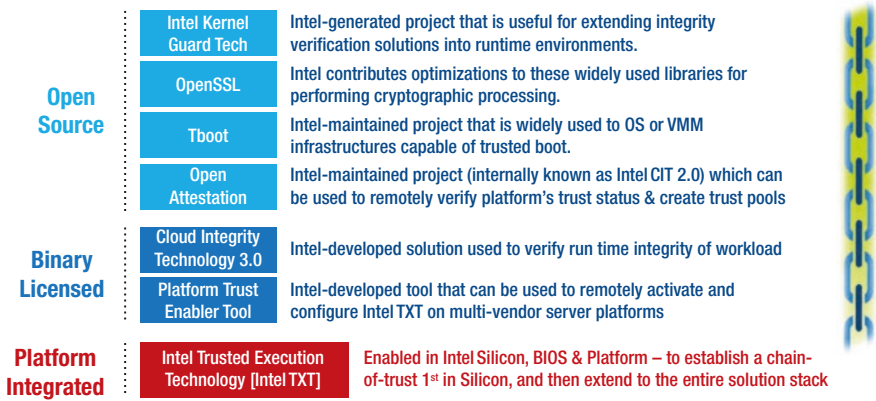 Open
Source
Intel Kernel
Guard Tech
Intel-generated project that is useful for extending integrity
verification solutions into runtime environments.
OpenSSL
Intel contributes optimizations to these widely used libraries for
performing cryptographic processing.
Tboot
Intel-maintained project that is widely used to OS or VMM
infrastructures capable of trusted boot.
Open
Attestation
Intel-maintained project (internally known as Intel CIT 2.0) which can
be used to remotely verify platform's trust status & create trust pools
Binary
Licensed
Cloud Integrity
Technology 3.0
Intel-developed solution used to verify run time integrity of workload
Platform Trust
Enabler Tool
Intel-developed tool that can be used to remotely activate and
configure Intel TXT on multi-vendor server platforms
Platform
Integrated
Intel Trusted Execution
Technology [Intel TXT]
Enabled in Intel Silicon, BIOS & Platform – to establish a chain-
of-trust 1st in Silicon, and then extend to the entire solution stack